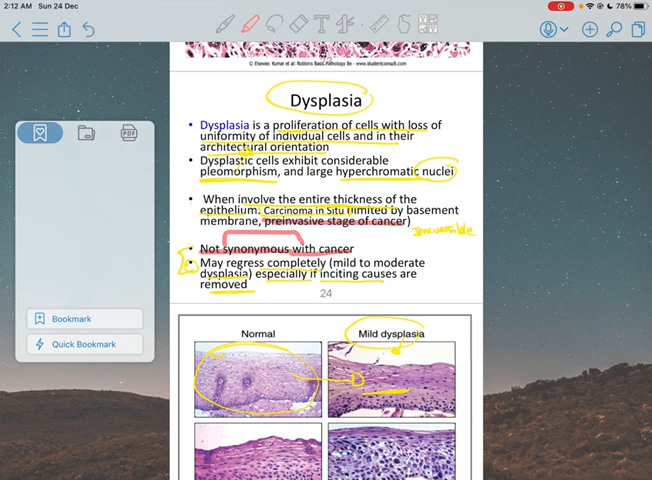 2:12 AM Sun 24 Dec
78%
© Elsevier. Kumar et al: Robbins Basic Pathology 8e - www.studentconsult.com
Dysplasia
• Dysplasia is a proliferation of cells with loss of
uniformity of individual cells and in their
architectural orientation
• Dysplastic cells exhibit considerable
pleomorphism, and large hyperchromatic nuclei
• When involve the entire thickness of the
epithelium: Carcinoma in Situ (limited by basement
membrane, preinvasive stage of cancer)
Irreversible
• Not synonymous with cancer
• May regress completely (mild to moderate
dysplasia) especially if inciting causes are
removed
24
Bookmark
Quick Bookmark
Normal
Mild dysplasia
PDF